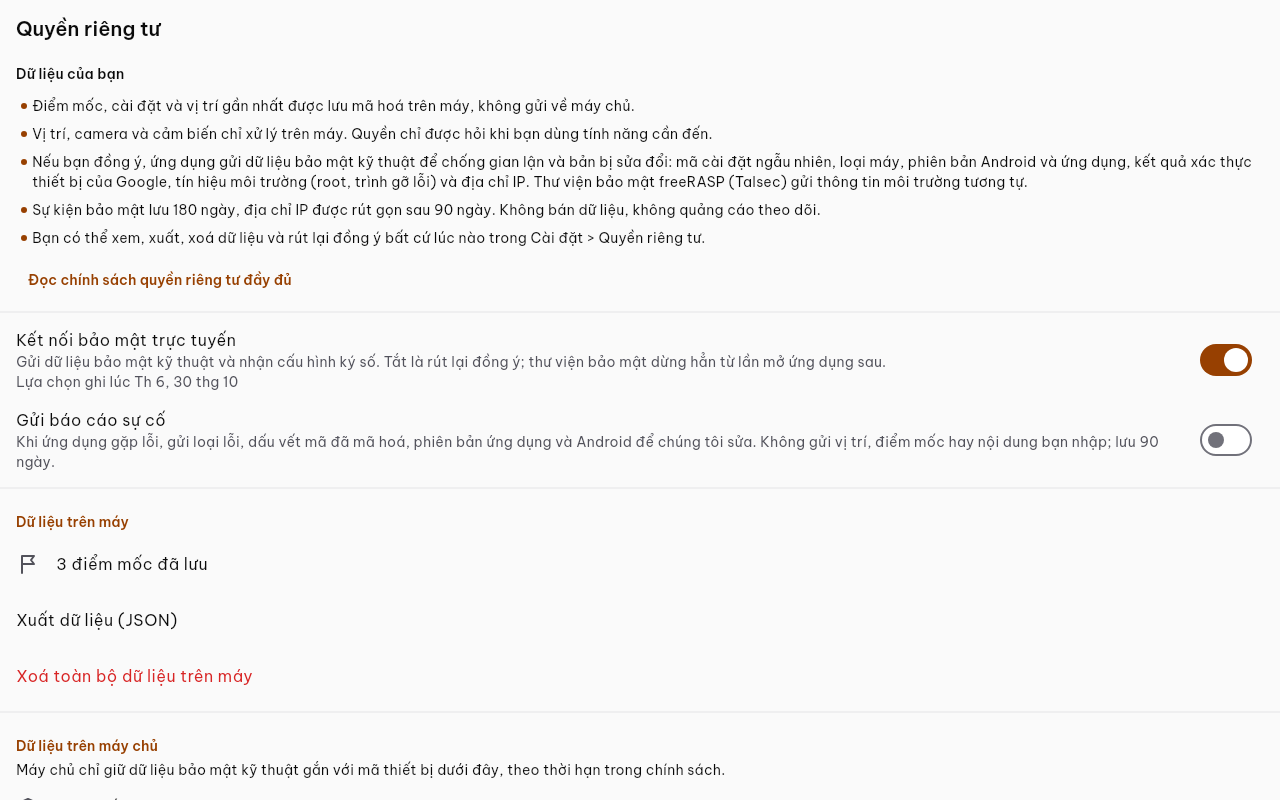 Quyền riêng tư
Dữ liệu của bạn
Điểm mốc, cài đặt và vị trí gần nhất được lưu mã hoá trên máy, không gửi về máy chủ.
Vị trí, camera và cảm biến chỉ xử lý trên máy. Quyền chỉ được hỏi khi bạn dùng tính năng cần đến.
Nếu bạn đồng ý, ứng dụng gửi dữ liệu bảo mật kỹ thuật để chống gian lận và bản bị sửa đổi: mã cài đặt ngẫu nhiên, loại máy, phiên bản Android và ứng dụng, kết quả xác thực
thiết bị của Google, tín hiệu môi trường (root, trình gỡ lỗi) và địa chỉ IP. Thư viện bảo mật freeRASP (Talsec) gửi thông tin môi trường tương tự.
Sự kiện bảo mật lưu 180 ngày, địa chỉ IP được rút gọn sau 90 ngày. Không bán dữ liệu, không quảng cáo theo dõi.
Bạn có thể xem, xuất, xoá dữ liệu và rút lại đồng ý bất cứ lúc nào trong Cài đặt > Quyền riêng tư.
Đọc chính sách quyền riêng tư đầy đủ
Kết nối bảo mật trực tuyến
Gửi dữ liệu bảo mật kỹ thuật và nhận cấu hình ký số. Tắt là rút lại đồng ý; thư viện bảo mật dừng hẳn từ lần mở ứng dụng sau.
Lựa chọn ghi lúc Th 6, 30 thg 10
Gửi báo cáo sự cố
Khi ứng dụng gặp lỗi, gửi loại lỗi, dấu vết mã đã mã hoá, phiên bản ứng dụng và Android để chúng tôi sửa. Không gửi vị trí, điểm mốc hay nội dung bạn nhập; lưu 90
ngày.
Dữ liệu trên máy
3 điểm mốc đã lưu
Xuất dữ liệu (JSON)
Xoá toàn bộ dữ liệu trên máy
Dữ liệu trên máy chủ
Máy chủ chỉ giữ dữ liệu bảo mật kỹ thuật gắn với mã thiết bị dưới đây, theo thời hạn trong chính sách.